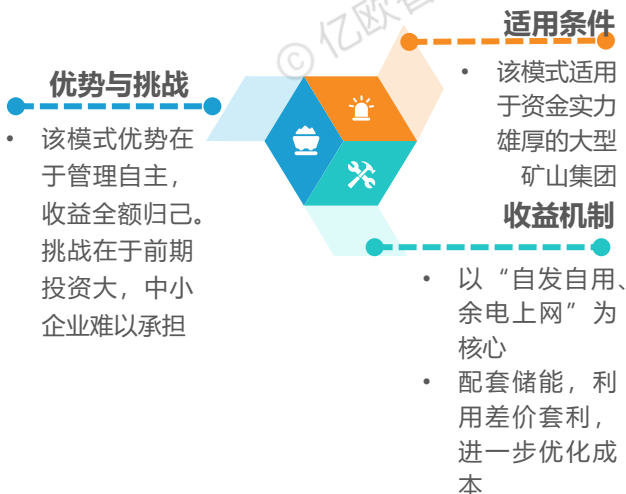 © 亿欧智
优势与挑战
• 该模式优势在
于管理自主，
收益全额归己。
挑战在于前期
投资大，中小
企业难以承担
适用条件
• 该模式适用
于资金实力
雄厚的大型
矿山集团
收益机制
• 以“自发自用、
余电上网”为
核心
• 配套储能，利
用差价套利，
进一步优化成
本